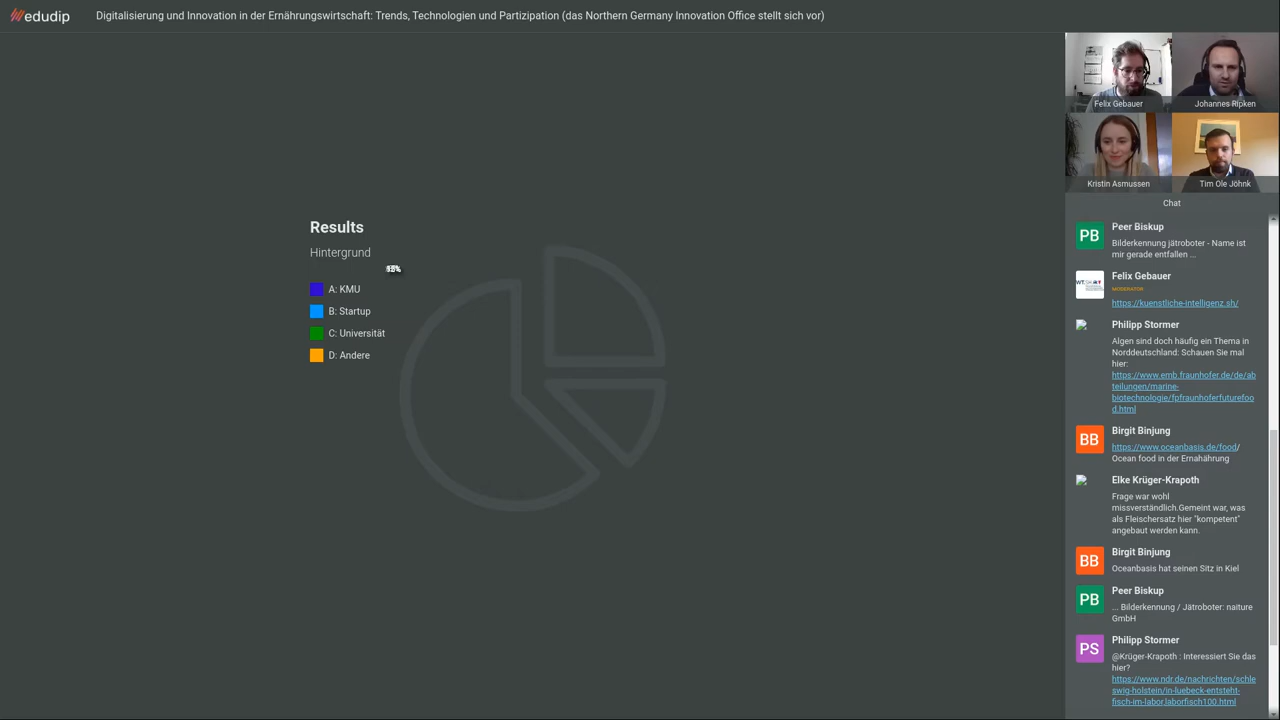 edudip
Digitalisierung und Innovation in der Ernährungswirtschaft: Trends, Technologien und Partizipation (das Northern Germany Innovation Office stellt sich vor)
Results
Hintergrund
A: KMU
B: Startup
C: Universität
D: Andere
Felix Gebauer
Johannes Ripken
Kristin Asmussen
Tim Ole Jöhnk
Chat
PB
Peer Biskup
Bilderkennung jätroboter - Name ist
mir gerade entfallen ...
Felix Gebauer
MODERATOR
https://kuenstliche-intelligenz.sh/
Philipp Stormer
Algen sind doch häufig ein Thema in
Norddeutschland: Schauen Sie mal
hier:
https://www.emb.fraunhofer.de/de/ab
teilungen/marine-
biotechnologie/fpfraunhoferfuturefoo
d.html
BB
Birgit Binjung
https://www.oceanbasis.de/food/
Ocean food in der Ernahährung
Elke Krüger-Krapoth
Frage war wohl
missverständlich.Gemeint war, was
als Fleischersatz hier "kompetent"
angebaut werden kann.
BB
Birgit Binjung
Oceanbasis hat seinen Sitz in Kiel
PB
Peer Biskup
... Bilderkennung / Jätroboter: naiture
GmbH
PS
Philipp Stormer
@Krüger-Krapoth : Interessiert Sie das
hier?
https://www.ndr.de/nachrichten/schle
swig-holstein/in-luebeck-entsteht-
fisch-im-labor,laborfisch100.html